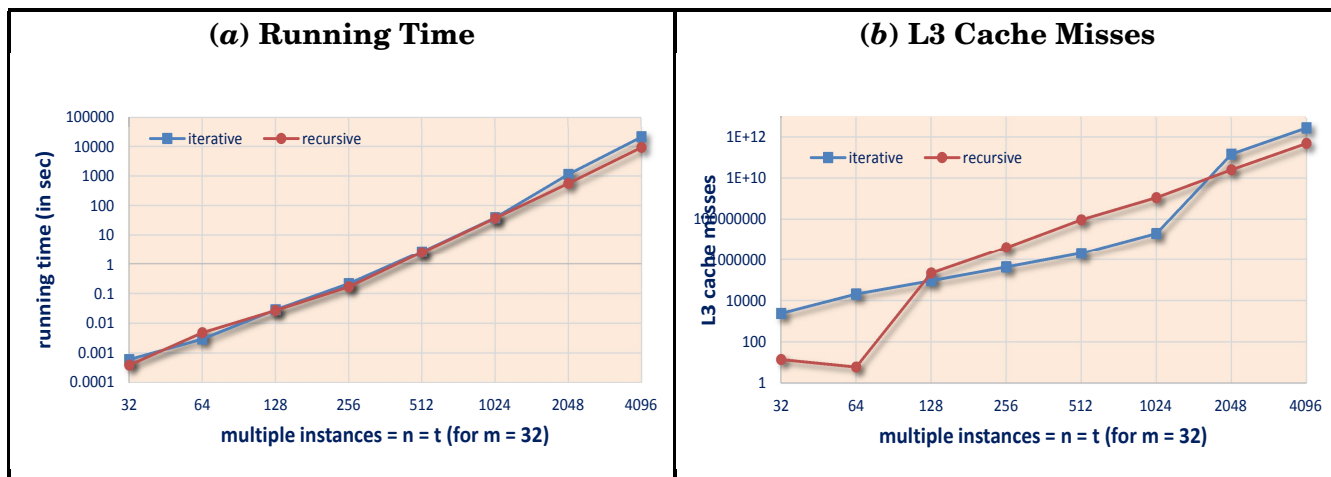 (a) Running Time
100000
10000
1000
100
10
1
0.1
0.01
0.001
0.0001
running time (in sec)
iterative recursive
32 64 128 256 512 1024 2048 4096
multiple instances = n = t (for m = 32)
(b) L3 Cache Misses
1E+12
1E+10
100000000
1000000
10000
100
1
L3 cache misses
iterative recursive
32 64 128 256 512 1024 2048 4096
multiple instances = n = t (for m = 32)